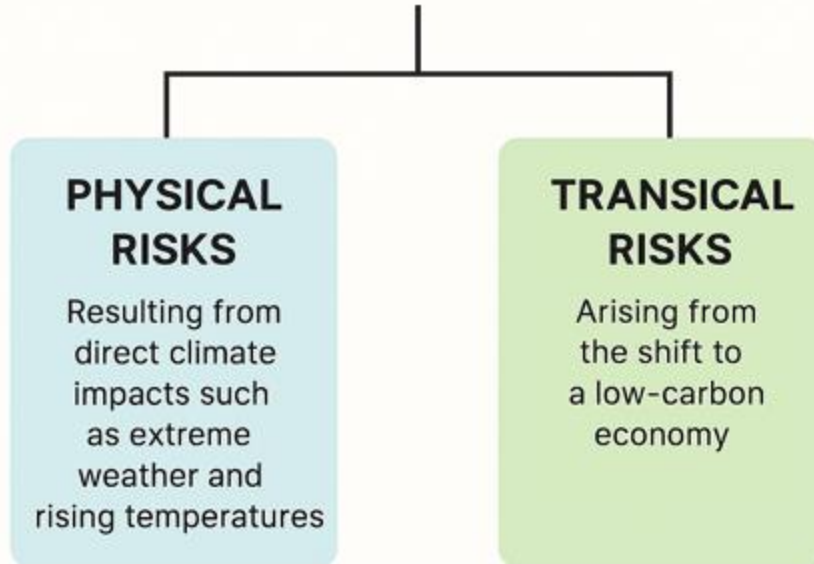 PHYSICAL
RISKS
Resulting from
direct climate
impacts such
as extreme
weather and
rising temperatures
TRANSICAL
RISKS
Arising from
the shift to
a low-carbon
economy